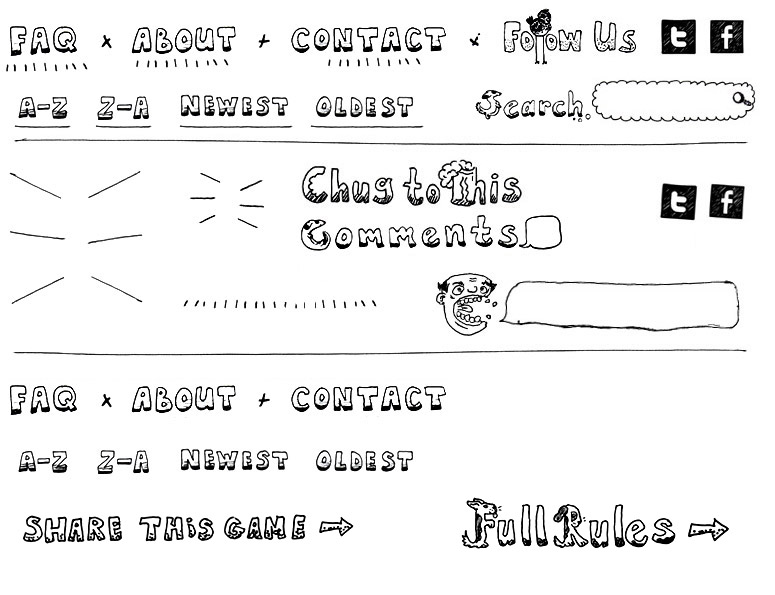 FAQ x ABOUT + CONTACT x Follow Us t f
A-Z Z-A NEWEST OLDEST Search.
Chug to This t f
Comments
FAQ x ABOUT + CONTACT
A-Z Z-A NEWEST OLDEST
SHARE THiS GAME Full Rules